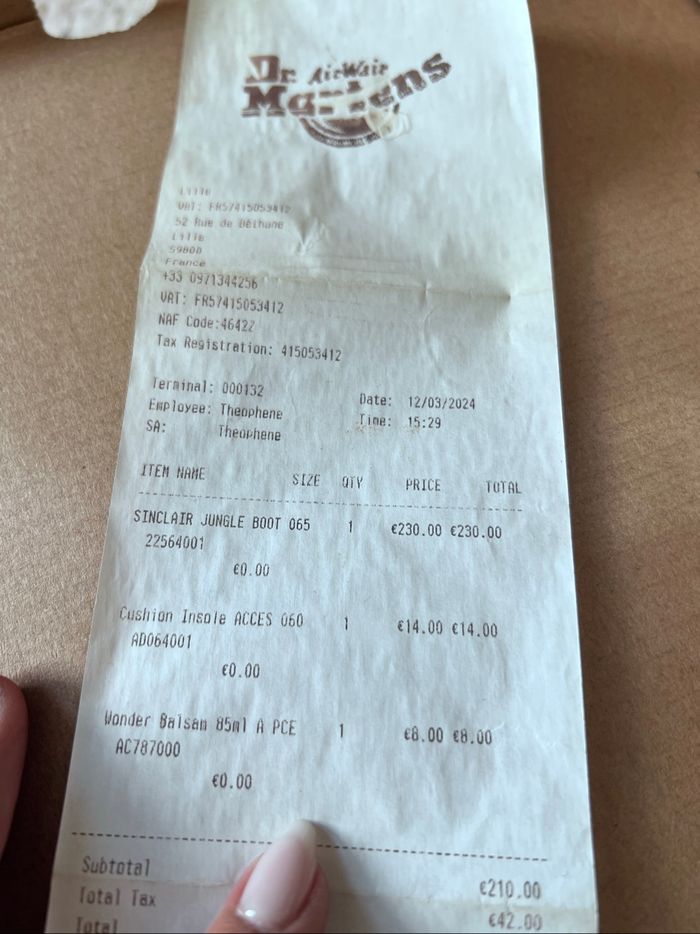 Dr. AirWair
Martens
Lille
VAT: FR57415053412
52 Rue de Béthune
Lille
59800
France
+33 0971344256
VAT: FR57415053412
NAF Code:4642Z
Tax Registration: 415053412
Terminal: 000132 Date: 12/03/2024
Employee: Theophene Time: 15:29
SA: Theophene
ITEM NAME SIZE QTY PRICE TOTAL
SINCLAIR JUNGLE BOOT 065 1 €230.00 €230.00
22564001
€0.00
Cushion Insole ACCES 060 1 €14.00 €14.00
AD064001
€0.00
Wonder Balsam 85ml A PCE 1 €8.00 €8.00
AC787000
€0.00
Subtotal €210.00
Total Tax €42.00
Total